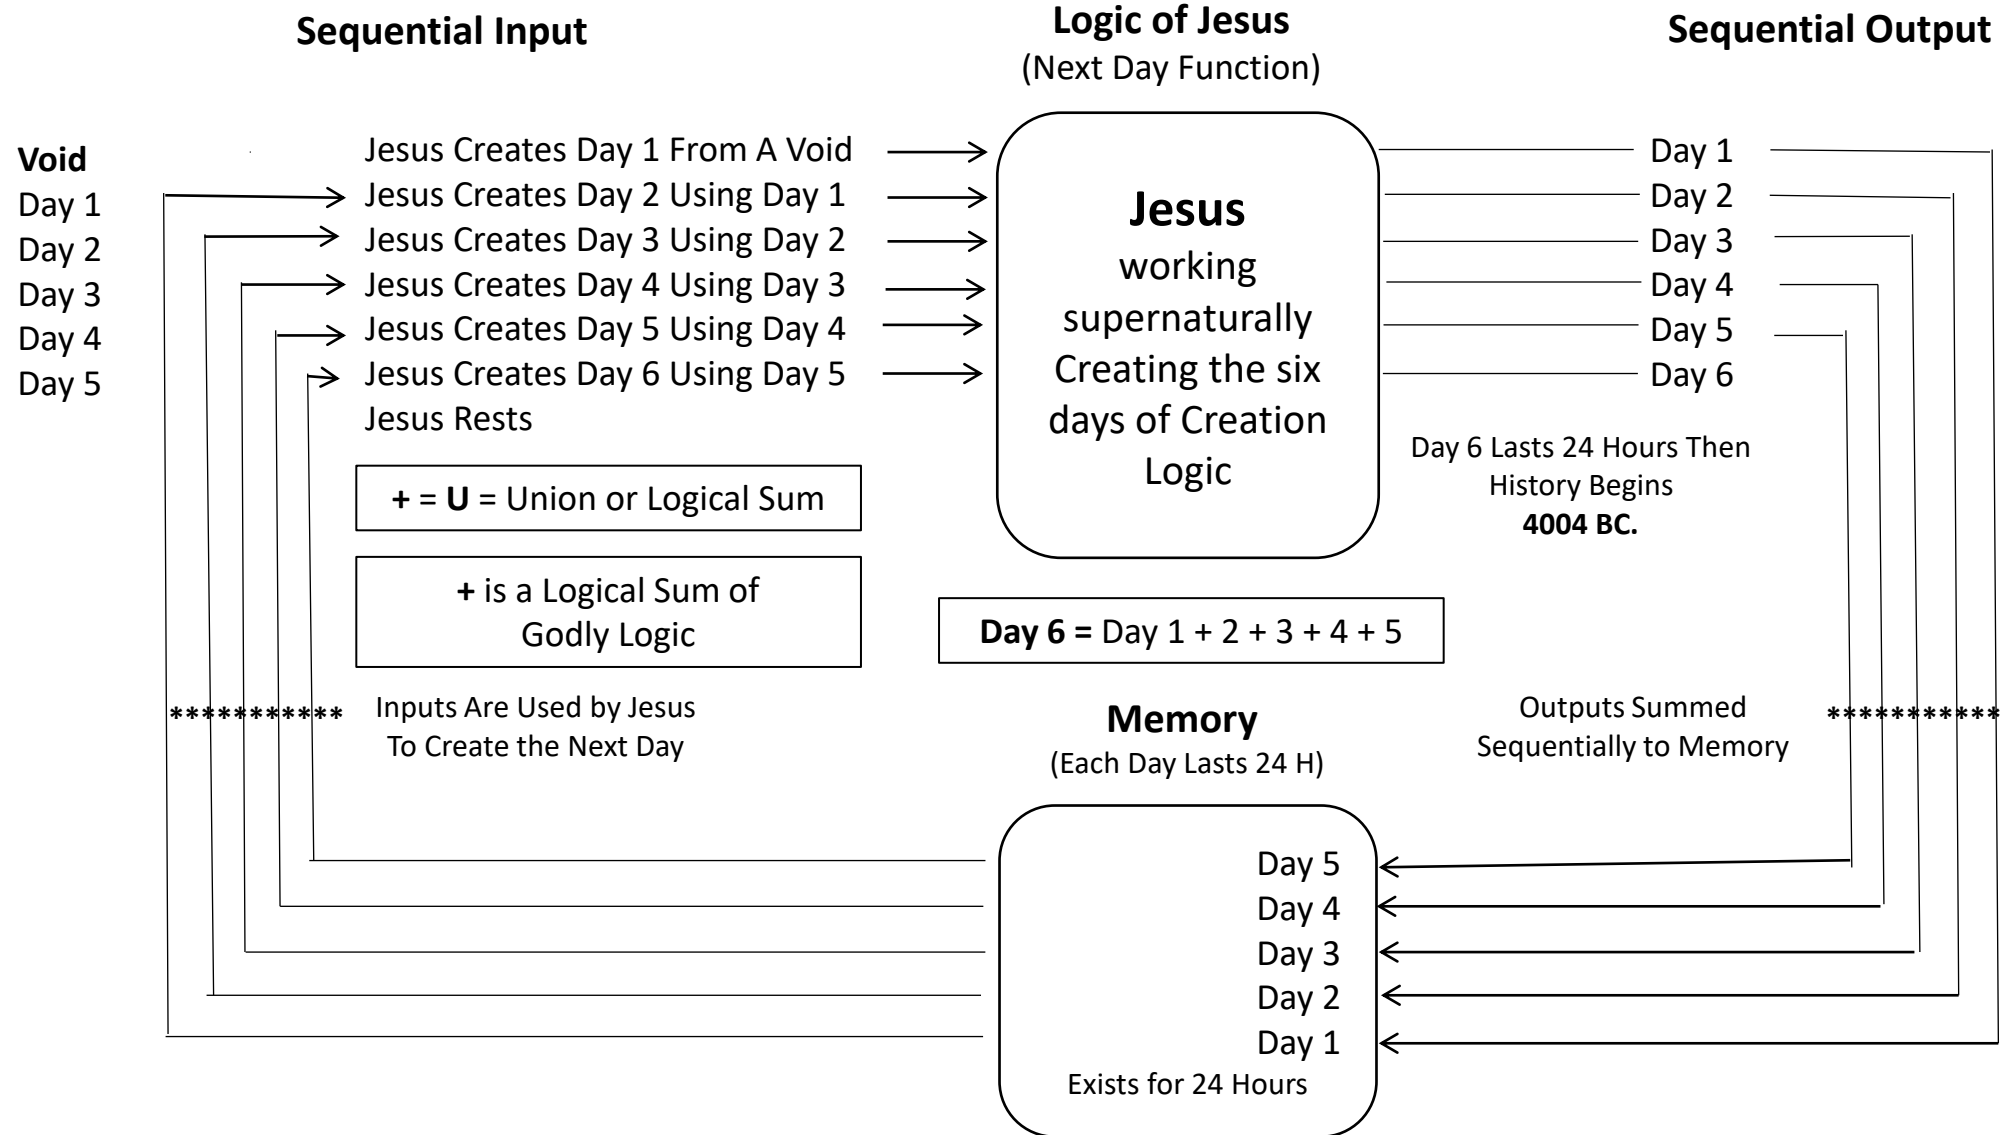 Sequential Input
Logic of Jesus
(Next Day Function)
Sequential Output
Void
Day 1
Day 2
Day 3
Day 4
Day 5
Jesus Creates Day 1 From A Void
Jesus Creates Day 2 Using Day 1
Jesus Creates Day 3 Using Day 2
Jesus Creates Day 4 Using Day 3
Jesus Creates Day 5 Using Day 4
Jesus Creates Day 6 Using Day 5
Jesus Rests
Jesus
working
supernaturally
Creating the six
days of Creation
Logic
Day 1
Day 2
Day 3
Day 4
Day 5
Day 6
Day 6 Lasts 24 Hours Then
History Begins
4004 BC.
+ = U = Union or Logical Sum
+ is a Logical Sum of
Godly Logic
Day 6 = Day 1 + 2 + 3 + 4 + 5
***********
Inputs Are Used by Jesus
To Create the Next Day
Memory
(Each Day Lasts 24 H)
Outputs Summed
Sequentially to Memory
***********
Day 5
Day 4
Day 3
Day 2
Day 1
Exists for 24 Hours